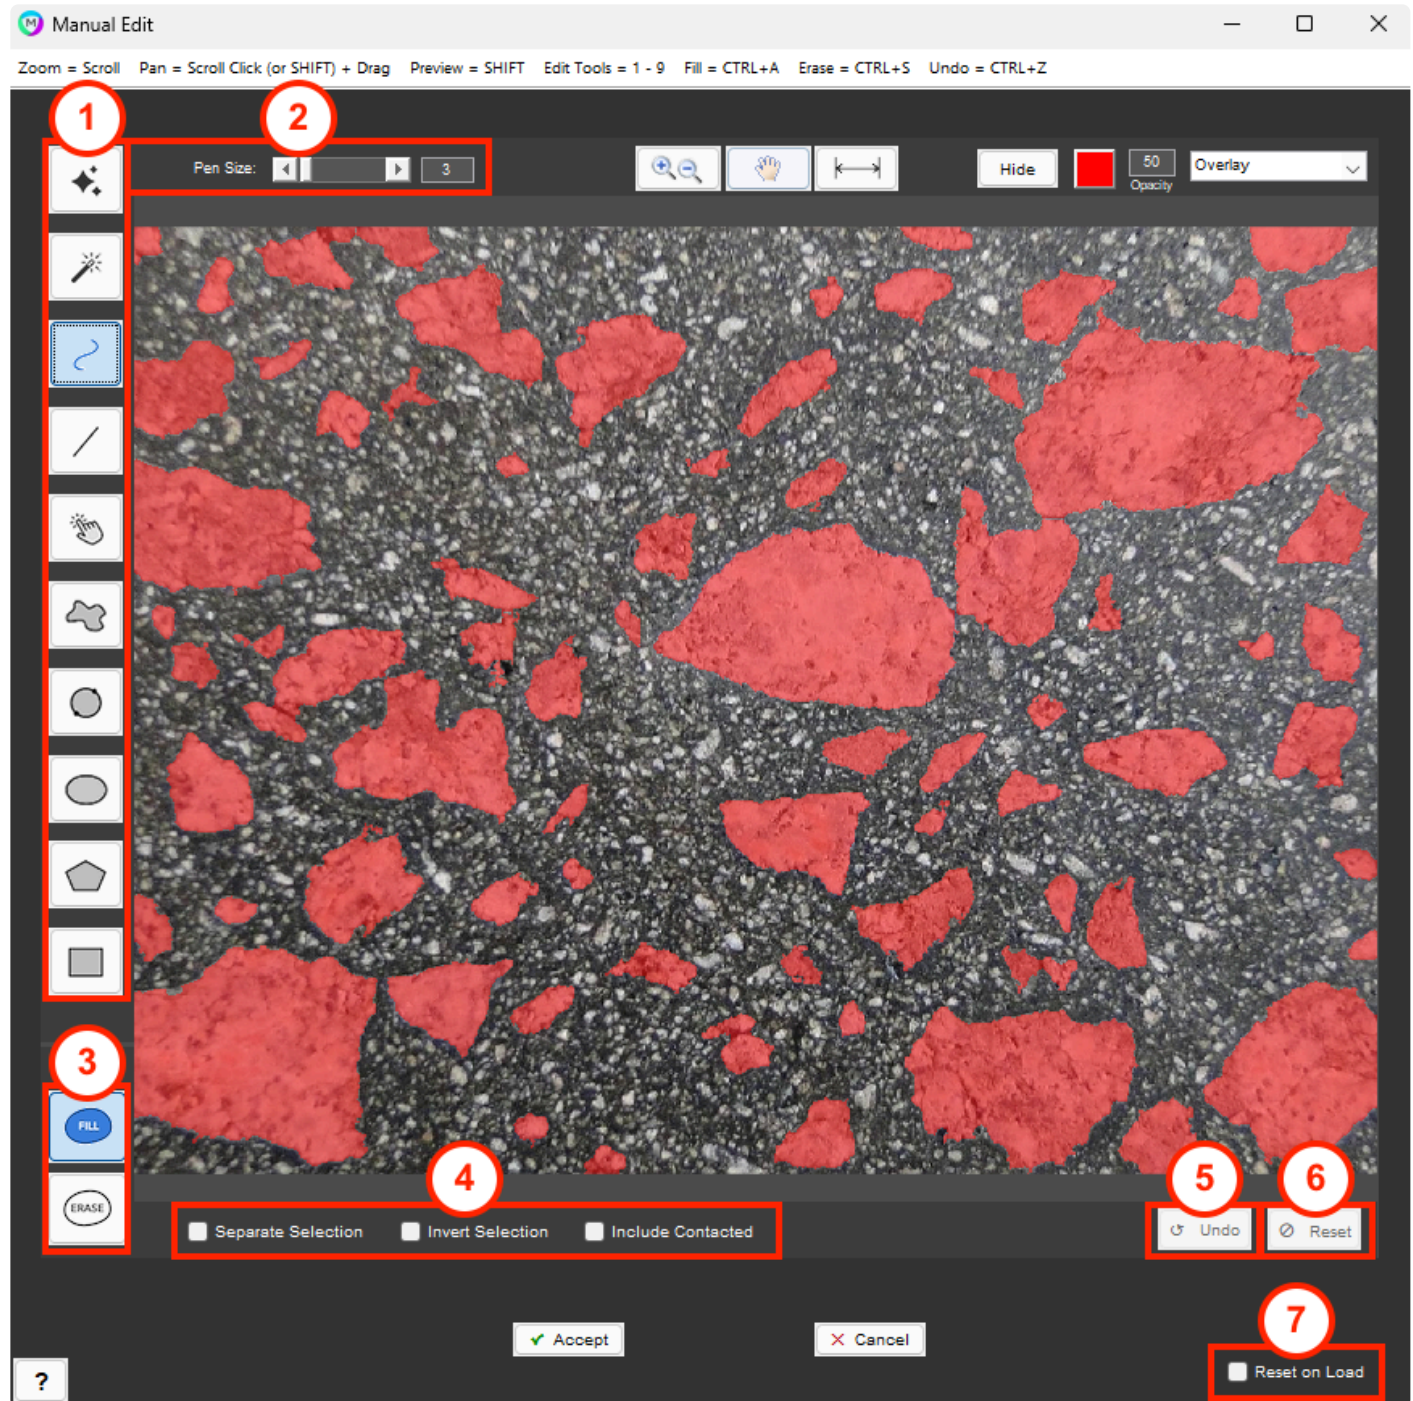 Manual Edit
Zoom = Scroll Pan = Scroll Click (or SHIFT) + Drag Preview = SHIFT Edit Tools = 1 - 9 Fill = CTRL+A Erase = CTRL+S Undo = CTRL+Z
1
2
Pen Size: 3
Hide
50
Opacity
Overlay
3
FILL
ERASE
4
Separate Selection Invert Selection Include Contacted
5
Undo
6
Reset
Accept Cancel
7
Reset on Load
?